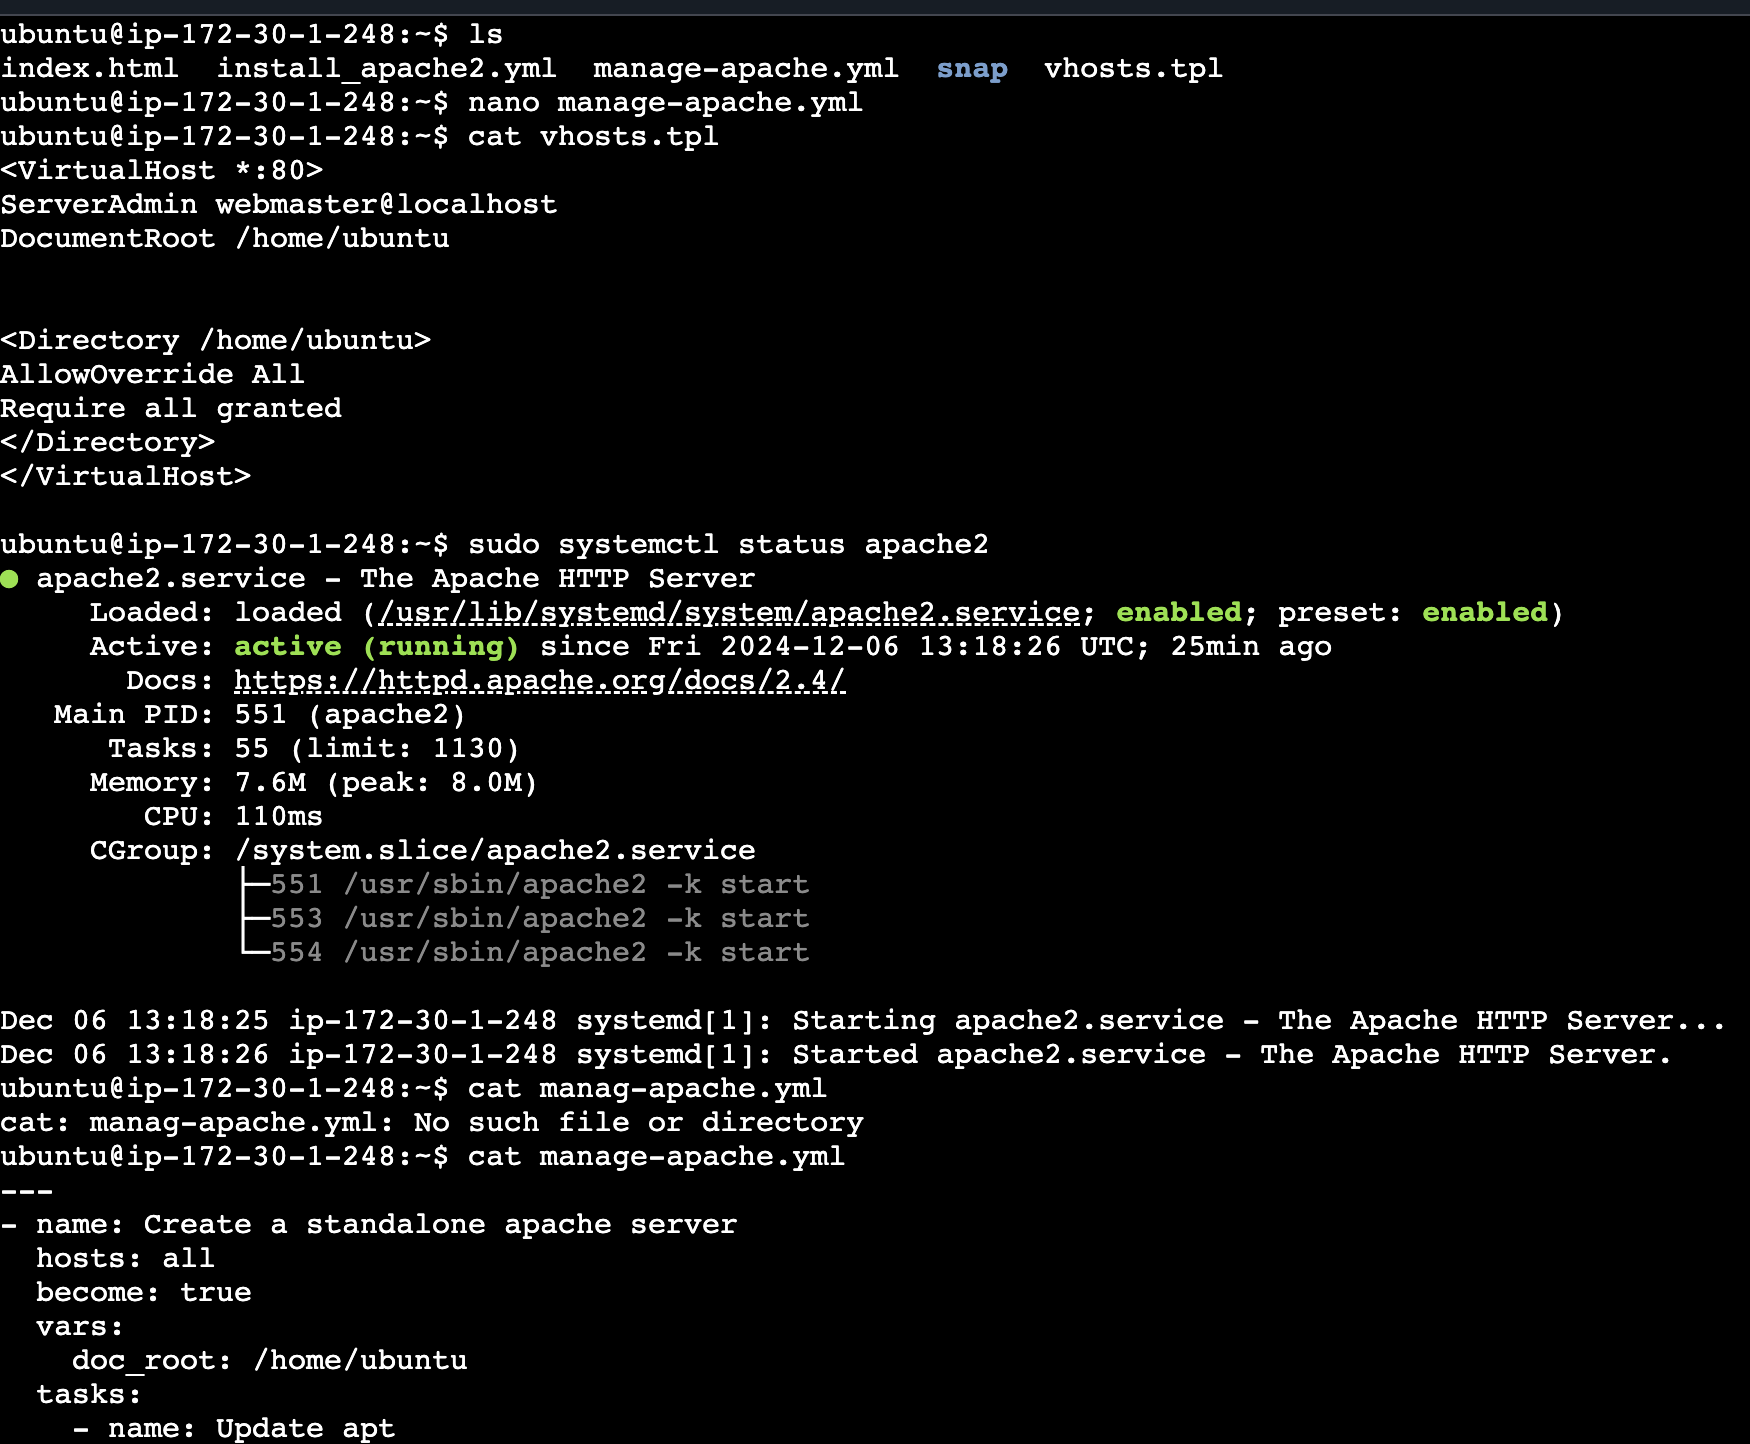 ubuntu@ip-172-30-1-248:~$ ls
index.html  install_apache2.yml  manage-apache.yml  snap  vhosts.tpl
ubuntu@ip-172-30-1-248:~$ nano manage-apache.yml
ubuntu@ip-172-30-1-248:~$ cat vhosts.tpl
<VirtualHost *:80>
ServerAdmin webmaster@localhost
DocumentRoot /home/ubuntu
<Directory /home/ubuntu>
AllowOverride All
Require all granted
</Directory>
</VirtualHost>
ubuntu@ip-172-30-1-248:~$ sudo systemctl status apache2
● apache2.service - The Apache HTTP Server
     Loaded: loaded (/usr/lib/systemd/system/apache2.service; enabled; preset: enabled)
     Active: active (running) since Fri 2024-12-06 13:18:26 UTC; 25min ago
       Docs: https://httpd.apache.org/docs/2.4/
   Main PID: 551 (apache2)
      Tasks: 55 (limit: 1130)
     Memory: 7.6M (peak: 8.0M)
        CPU: 110ms
     CGroup: /system.slice/apache2.service
             ├─551 /usr/sbin/apache2 -k start
             ├─553 /usr/sbin/apache2 -k start
             └─554 /usr/sbin/apache2 -k start
Dec 06 13:18:25 ip-172-30-1-248 systemd[1]: Starting apache2.service - The Apache HTTP Server...
Dec 06 13:18:26 ip-172-30-1-248 systemd[1]: Started apache2.service - The Apache HTTP Server.
ubuntu@ip-172-30-1-248:~$ cat manag-apache.yml
cat: manag-apache.yml: No such file or directory
ubuntu@ip-172-30-1-248:~$ cat manage-apache.yml
---
- name: Create a standalone apache server
  hosts: all
  become: true
  vars:
    doc_root: /home/ubuntu
  tasks:
    - name: Update apt